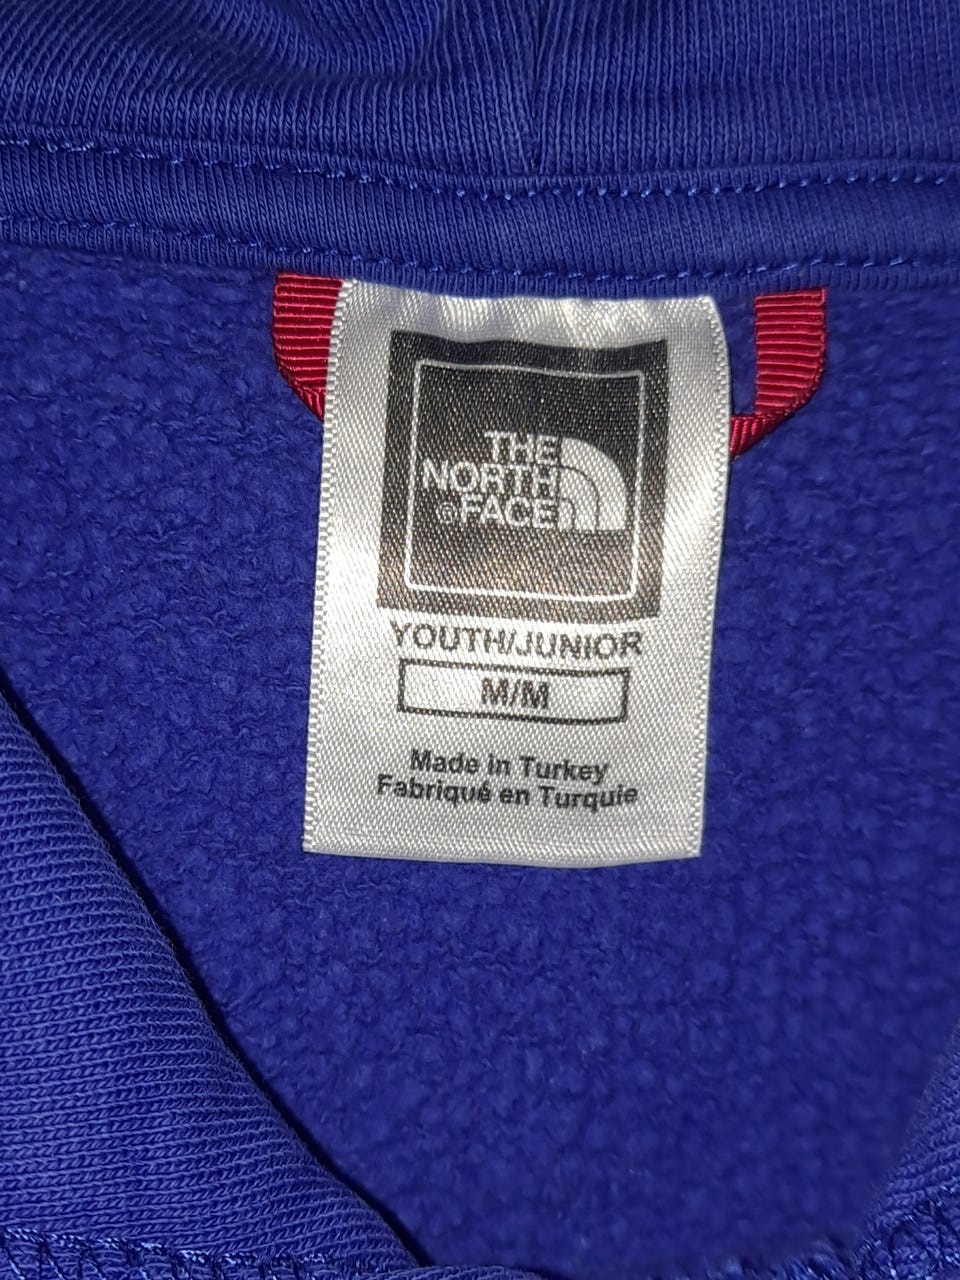 THE
NORTH
®FACE
YOUTH/JUNIOR
M/M
Made in Turkey
Fabriqué en Turquie